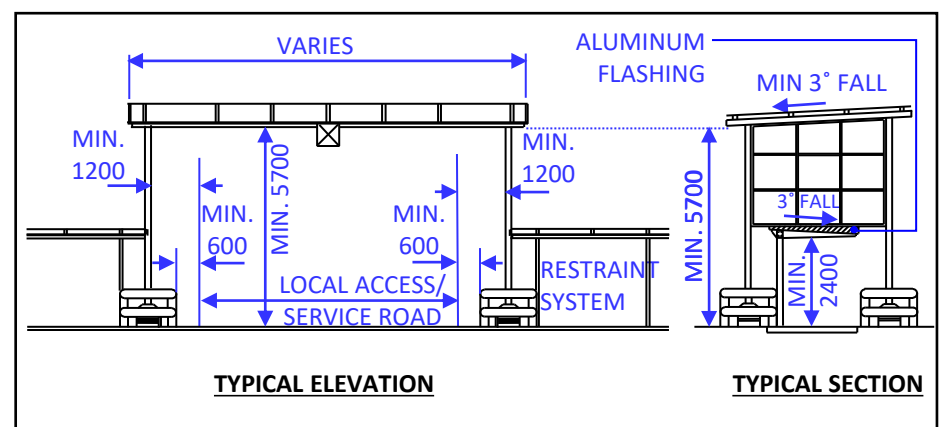 VARIES
ALUMINUM
FLASHING
MIN 3˚ FALL
MIN.
1200
MIN. 5700
MIN.
1200
MIN.
600
MIN.
600
LOCAL ACCESS/
SERVICE ROAD
RESTRAINT
SYSTEM
MIN. 5700
3˚ FALL
MIN.
2400
TYPICAL ELEVATION
TYPICAL SECTION